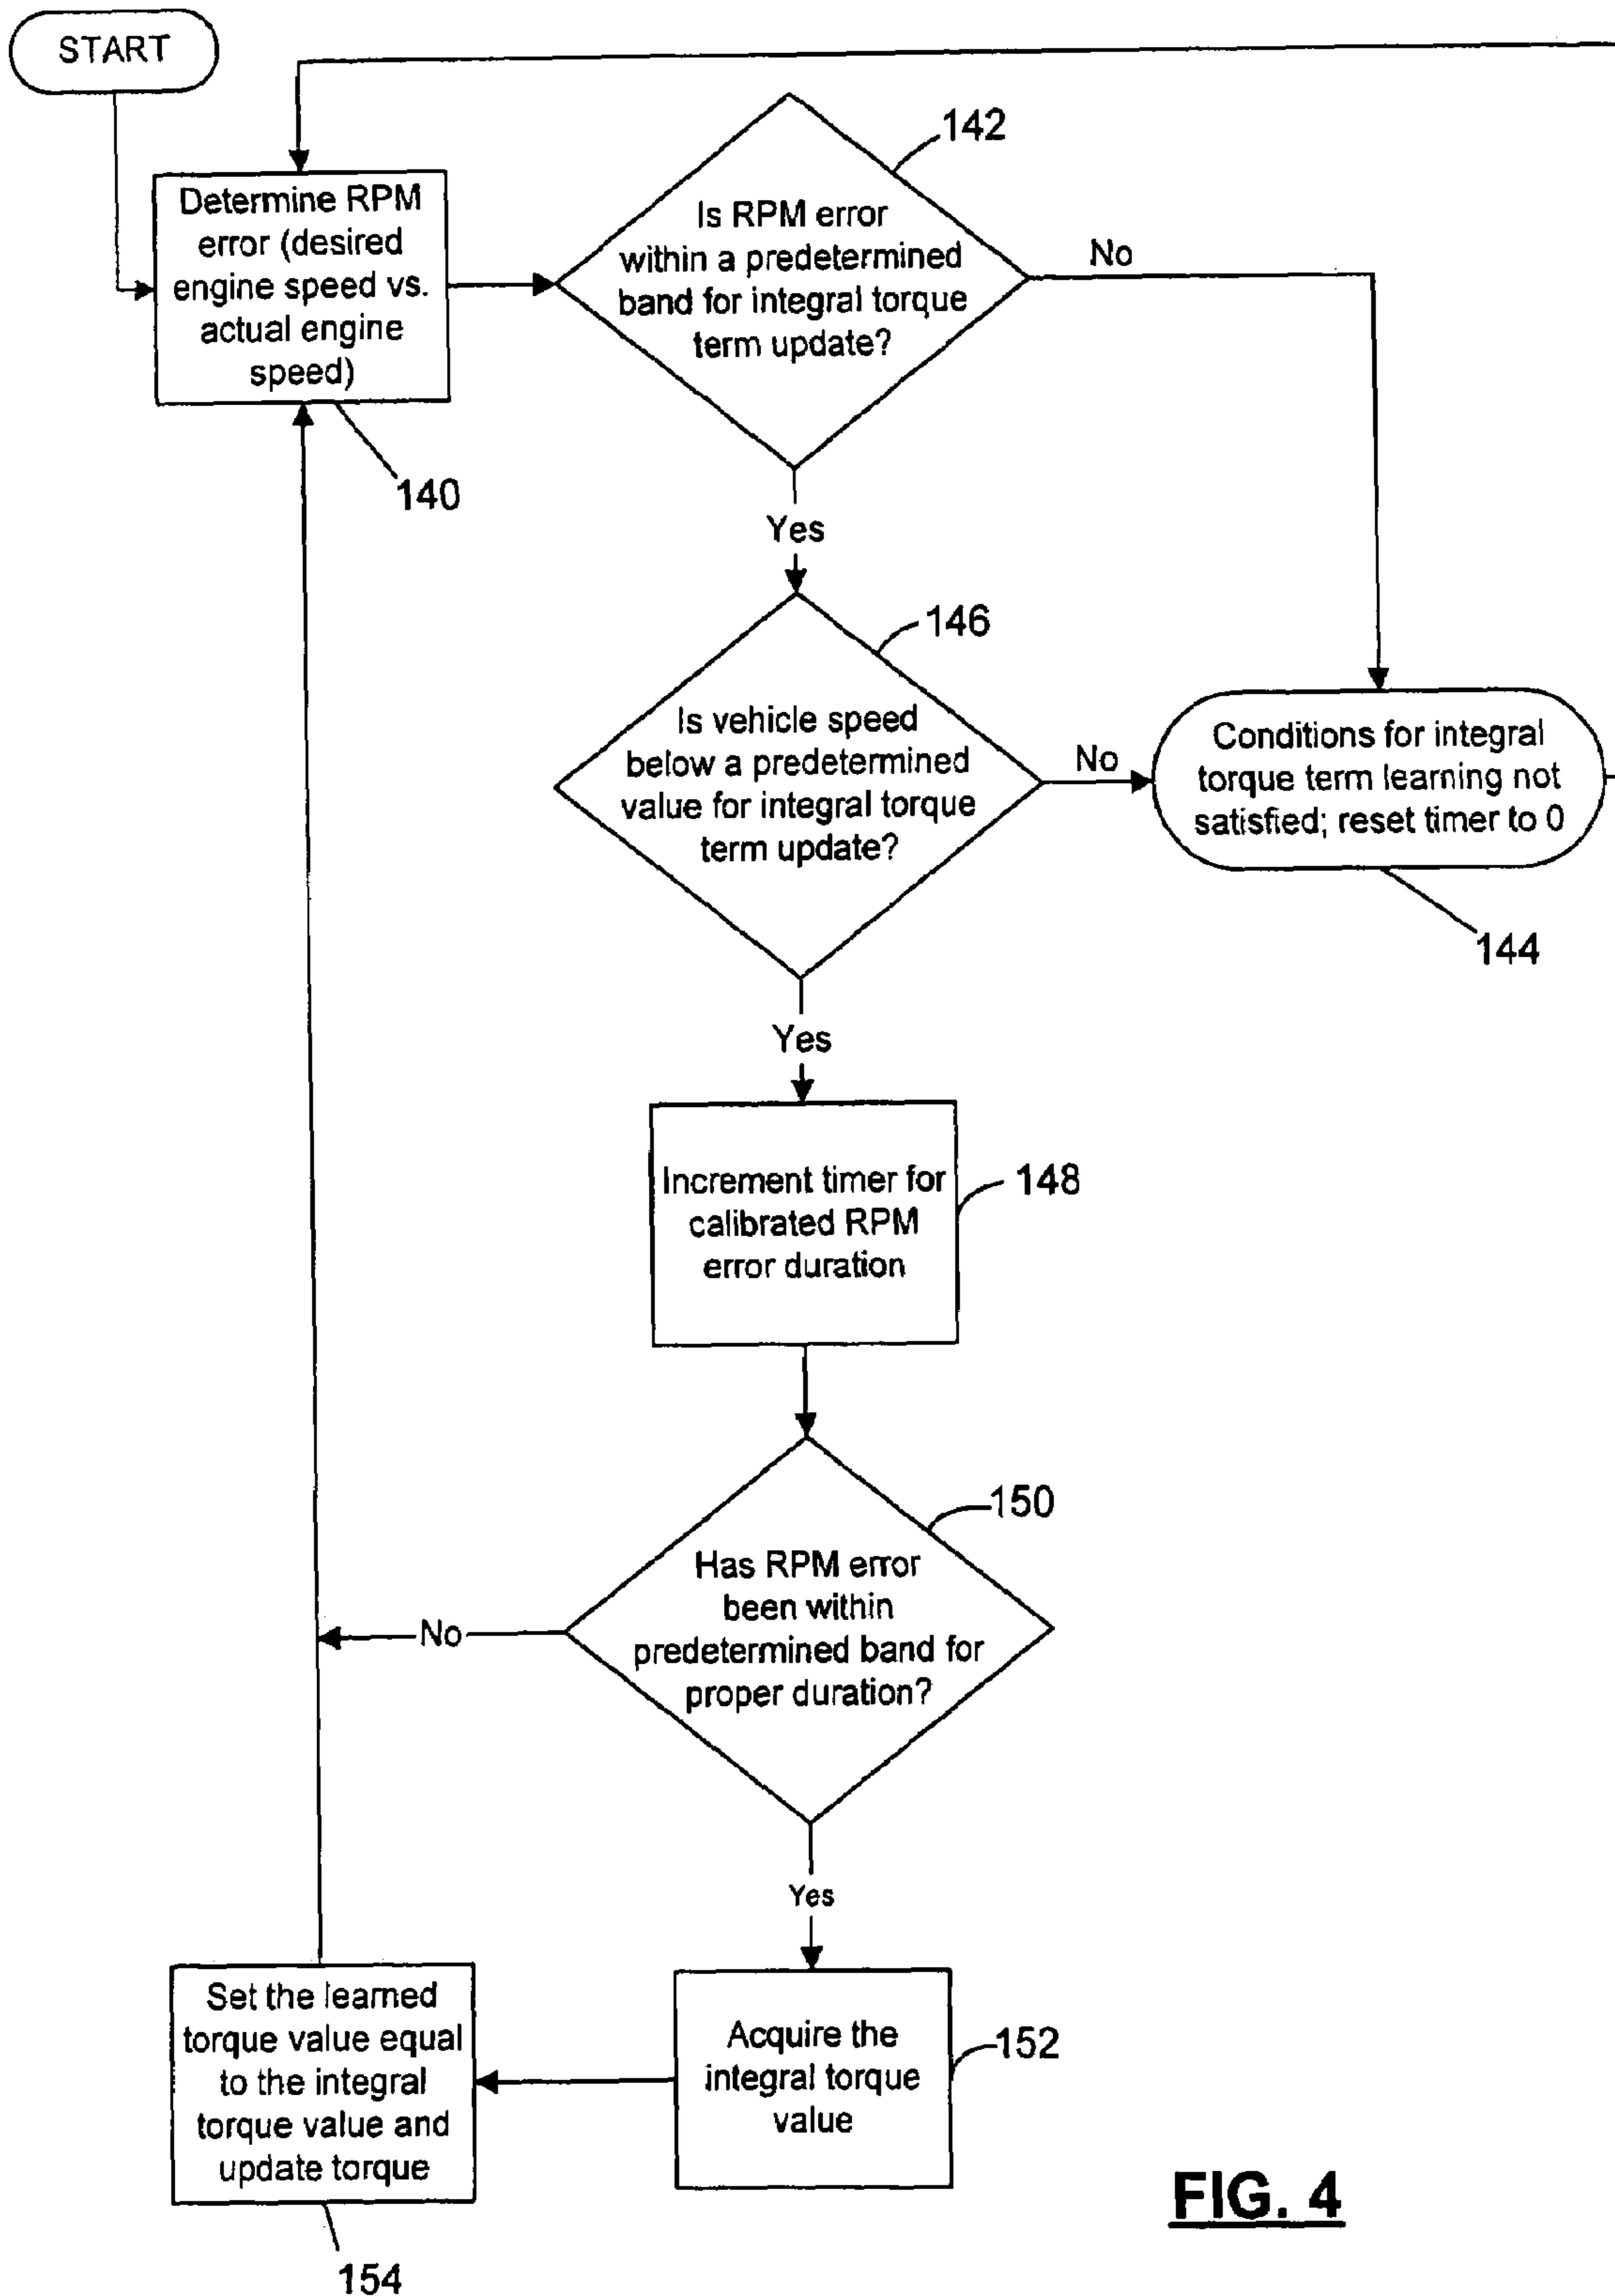 START
Determine RPM
error (desired
engine speed vs.
actual engine
speed)
140
142
Is RPM error
within a predetermined
band for integral torque
term update?
No
Yes
146
Is vehicle speed
below a predetermined
value for integral torque
term update?
No
Conditions for integral
torque term learning not
satisfied; reset timer to 0
144
Yes
Increment timer for
calibrated RPM
error duration
148
150
Has RPM error
been within
predetermined band for
proper duration?
No
Yes
Acquire the
integral torque
value
152
Set the learned
torque value equal
to the integral
torque value and
update torque
154
FIG. 4